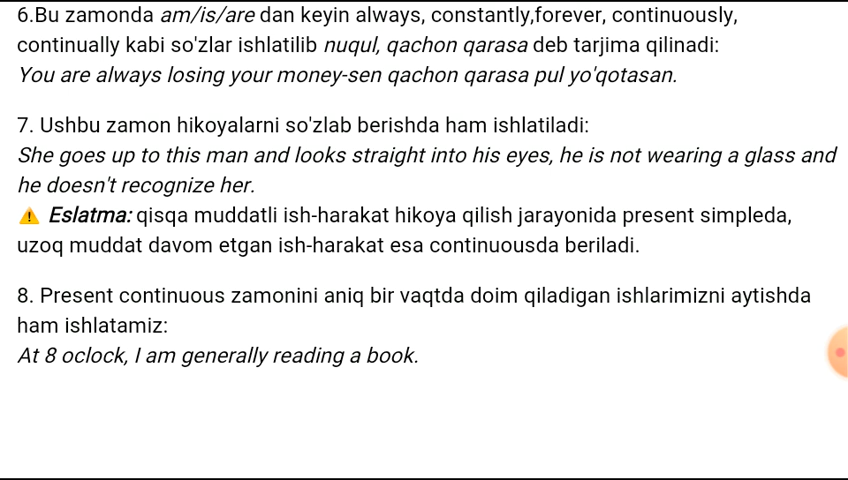 6.Bu zamonda am/is/are dan keyin always, constantly,forever, continuously,
continually kabi so'zlar ishlatilib nuqul, qachon qarasa deb tarjima qilinadi:
You are always losing your money-sen qachon qarasa pul yo'qotasan.
7. Ushbu zamon hikoyalarni so'zlab berishda ham ishlatiladi:
She goes up to this man and looks straight into his eyes, he is not wearing a glass and
he doesn't recognize her.
⚠ Eslatma: qisqa muddatli ish-harakat hikoya qilish jarayonida present simpleda,
uzoq muddat davom etgan ish-harakat esa continuousda beriladi.
8. Present continuous zamonini aniq bir vaqtda doim qiladigan ishlarimizni aytishda
ham ishlatamiz:
At 8 oclock, I am generally reading a book.